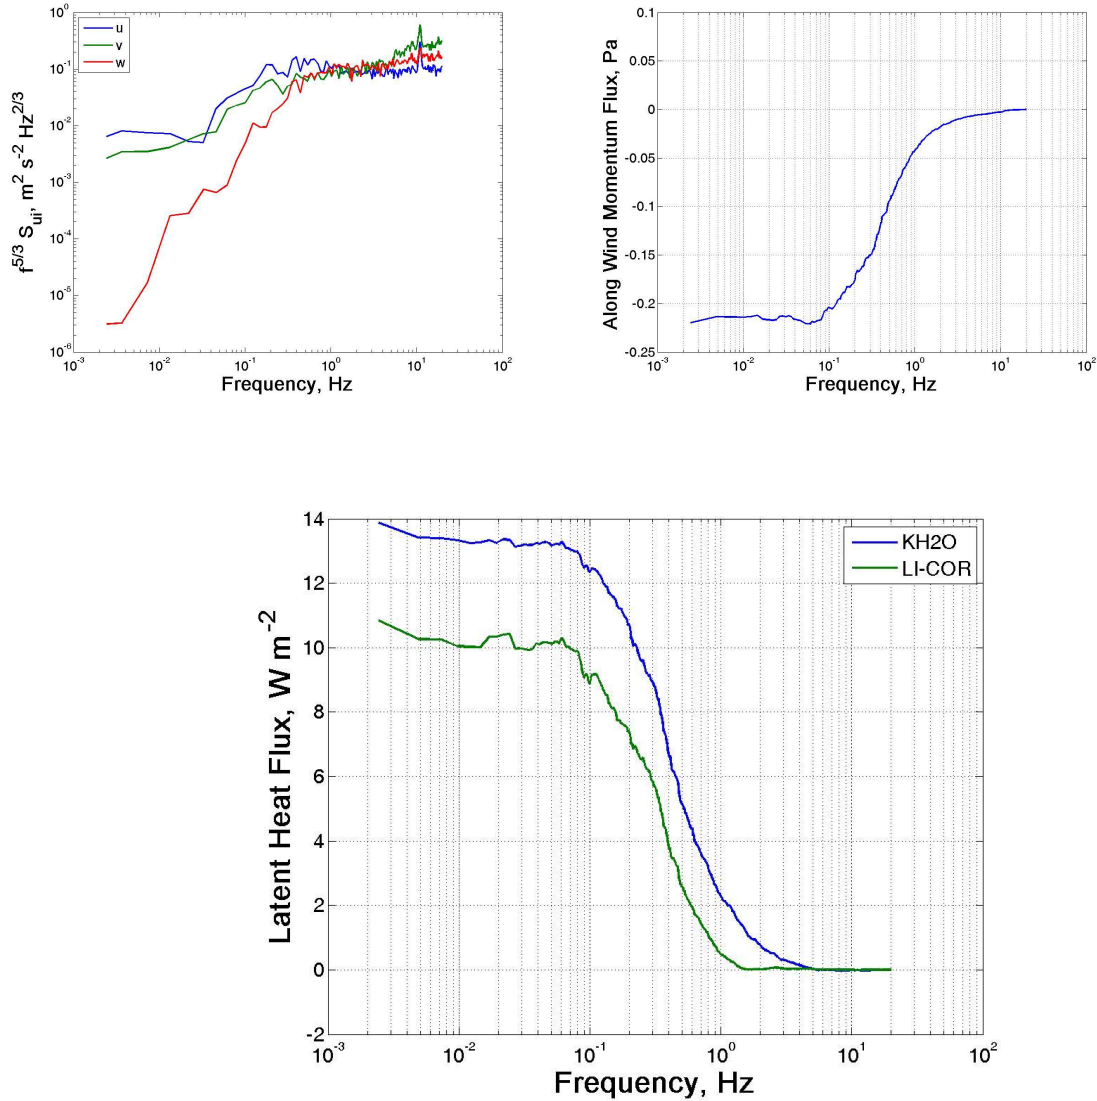 u
v
w
10^0
10^-1
10^-2
10^-3
10^-4
10^-5
10^-6
f^5/3 S_ui, m^2 s^-2 Hz^2/3
10^-3 10^-2 10^-1 10^0 10^1 10^2
Frequency, Hz
0.1
0.05
0
-0.05
-0.1
-0.15
-0.2
-0.25
Along Wind Momentum Flux, Pa
10^-3 10^-2 10^-1 10^0 10^1 10^2
Frequency, Hz
KH2O
LI-COR
14
12
10
8
6
4
2
0
-2
Latent Heat Flux, W m^-2
10^-3 10^-2 10^-1 10^0 10^1 10^2
Frequency, Hz